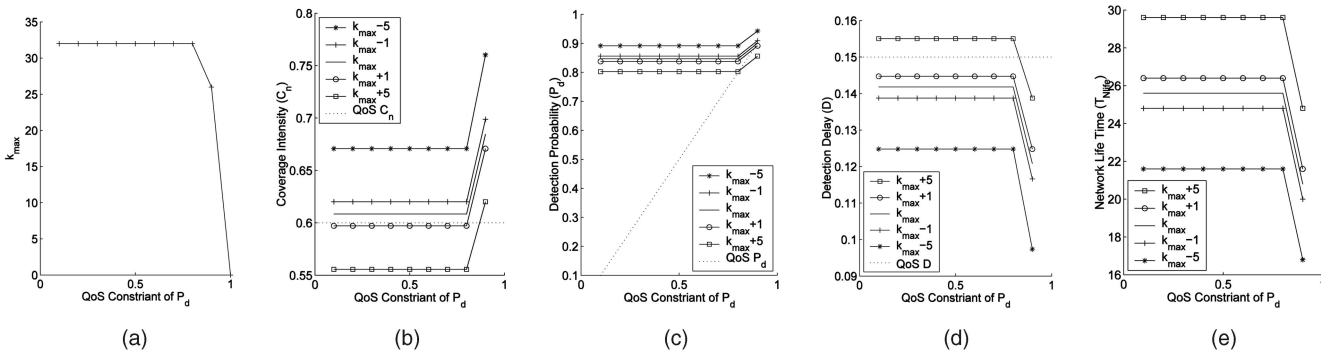 35
30
25
20
15
10
5
0
k_max
0
0.5
1
QoS Constriant of P_d
(a)
0.8
0.75
0.7
0.65
0.6
0.55
Coverage Intensity (C_n)
k_max−5
k_max−1
k_max
k_max+1
k_max+5
QoS C_n
0
0.5
1
QoS Constriant of P_d
(b)
1
0.9
0.8
0.7
0.6
0.5
0.4
0.3
0.2
0.1
Detection Probability (P_d)
k_max−5
k_max−1
k_max
k_max+1
k_max+5
QoS P_d
0
0.5
1
QoS Constriant of P_d
(c)
0.16
0.15
0.14
0.13
0.12
0.11
0.1
0.09
Detection Delay (D)
k_max+5
k_max+1
k_max
k_max−1
k_max−5
QoS D
0
0.5
1
QoS Constriant of P_d
(d)
30
28
26
24
22
20
18
16
Network Life Time (T_Nlife)
k_max+5
k_max+1
k_max
k_max−1
k_max−5
0
0.5
1
QoS Constriant of P_d
(e)